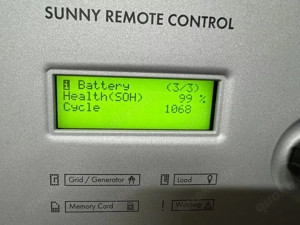 SUNNY REMOTE CONTROL
Battery (3/3)
Health(SOH) 99 %
Cycle 1068
Grid / Generator
Load
Memory Card
! Warning